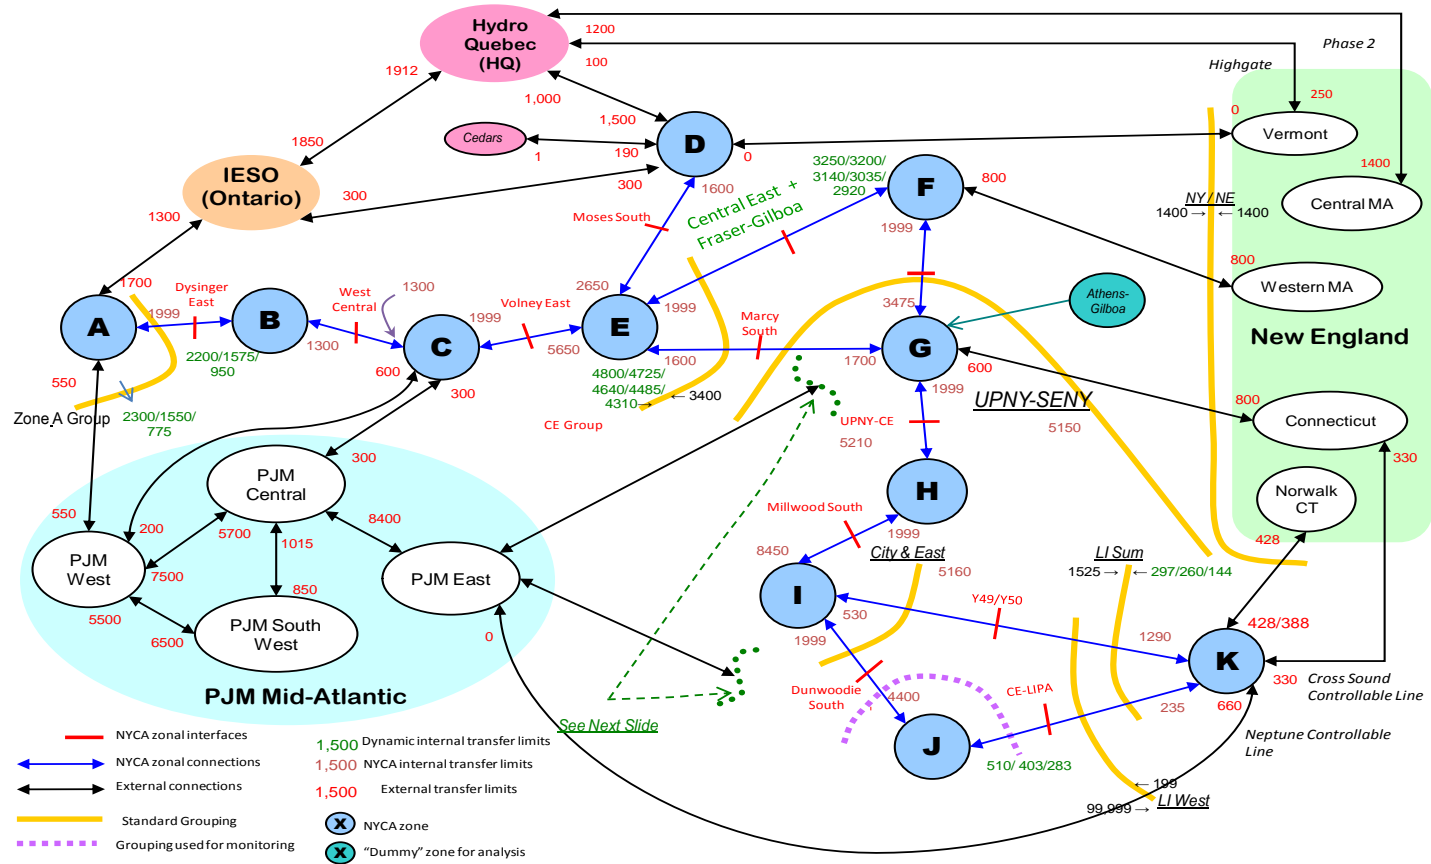 Hydro
Quebec
(HQ)
1200
100
1912
1,000
1,500
Phase 2
Highgate
250
0
Vermont
1400
Central MA
NY / NE
1400→ ←1400
800
Western MA
New England
800
Connecticut
330
Norwalk
CT
428
Cedars
1
190
D
0
300
1600
1850
IESO
(Ontario)
300
1300
Moses South
Central East +
Fraser-Gilboa
3250/3200/
3140/3035/
2920
F
800
1999
1700
A
1999
Dysinger
East
B
2200/1575/
950
West
Central
1300
1300
C
1999
600
300
Volney East
5650
2650
E
1999
1600
4800/4725/
4640/4485/
4310→
←3400
CE Group
Marcy
South
3475
1700
G
600
1999
Athens-
Gilboa
UPNY-SENY
5150
UPNY-CE
5210
550
Zone A Group
2300/1550/
775
H
Millwood South
1999
8450
City & East
5160
I
530
1999
Y49/Y50
LI Sum
1525→ ←297/260/144
1290
K
428/388
330
Cross Sound
Controllable Line
660
235
Neptune Controllable
Line
Dunwoodie
South
4400
CE-LIPA
J
510/ 403/283
←199
99,999→
LI West
300
PJM
Central
550
200
5700
1015
8400
PJM
West
7500
PJM East
850
5500
6500
PJM South
West
0
PJM Mid-Atlantic
See Next Slide
NYCA zonal interfaces
NYCA zonal connections
External connections
Standard Grouping
Grouping used for monitoring
1,500 Dynamic internal transfer limits
1,500 NYCA internal transfer limits
1,500 External transfer limits
X NYCA zone
X "Dummy" zone for analysis